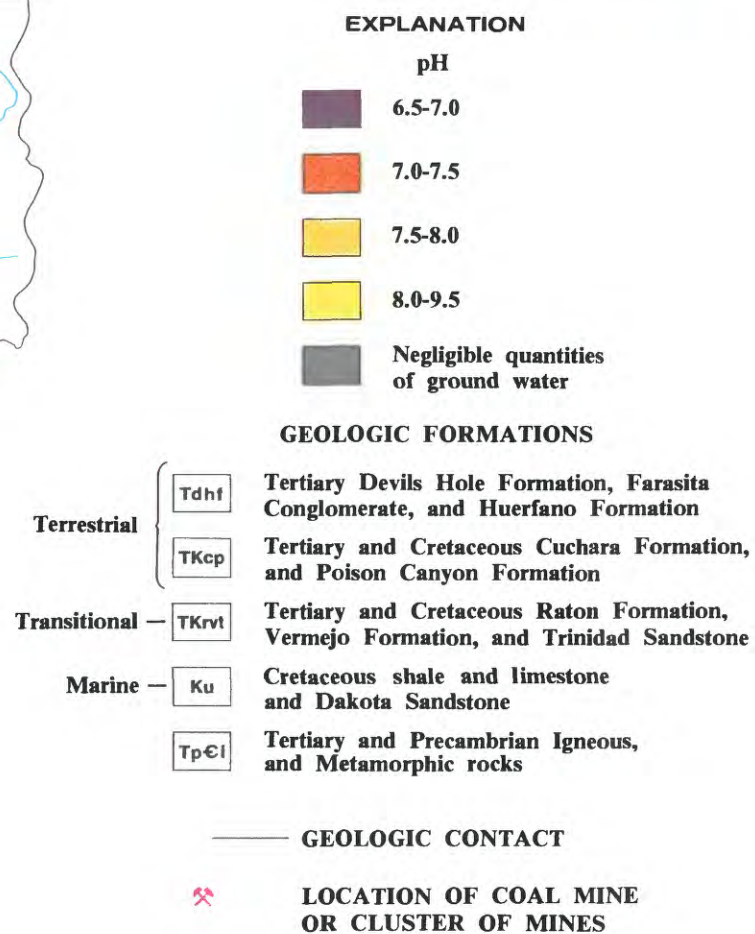 EXPLANATION
pH
6.5-7.0
7.0-7.5
7.5-8.0
8.0-9.5
Negligible quantities
of ground water
GEOLOGIC FORMATIONS
Terrestrial
Tdhf
Tertiary Devils Hole Formation, Farasita
Conglomerate, and Huerfano Formation
TKcp
Tertiary and Cretaceous Cuchara Formation,
and Poison Canyon Formation
Transitional — TKrvt
Tertiary and Cretaceous Raton Formation,
Vermejo Formation, and Trinidad Sandstone
Marine — Ku
Cretaceous shale and limestone
and Dakota Sandstone
Tp€I
Tertiary and Precambrian Igneous,
and Metamorphic rocks
GEOLOGIC CONTACT
LOCATION OF COAL MINE
OR CLUSTER OF MINES